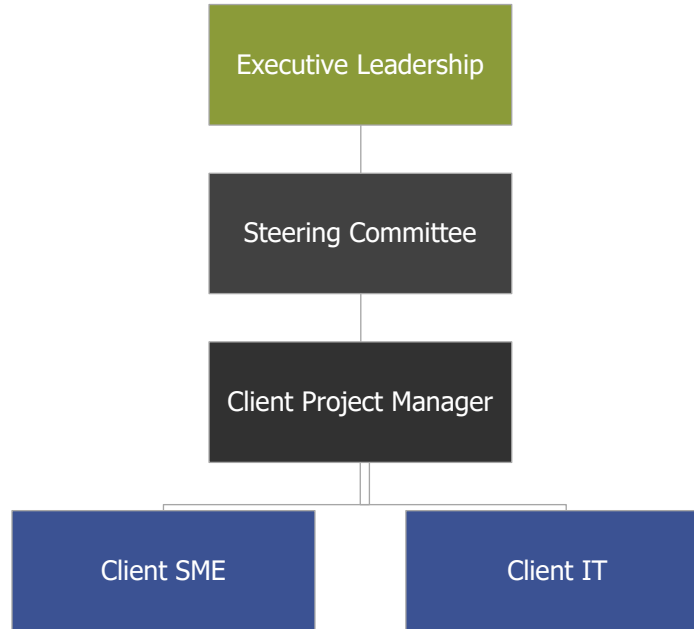 Executive Leadership
Steering Committee
Client Project Manager
Client SME
Client IT